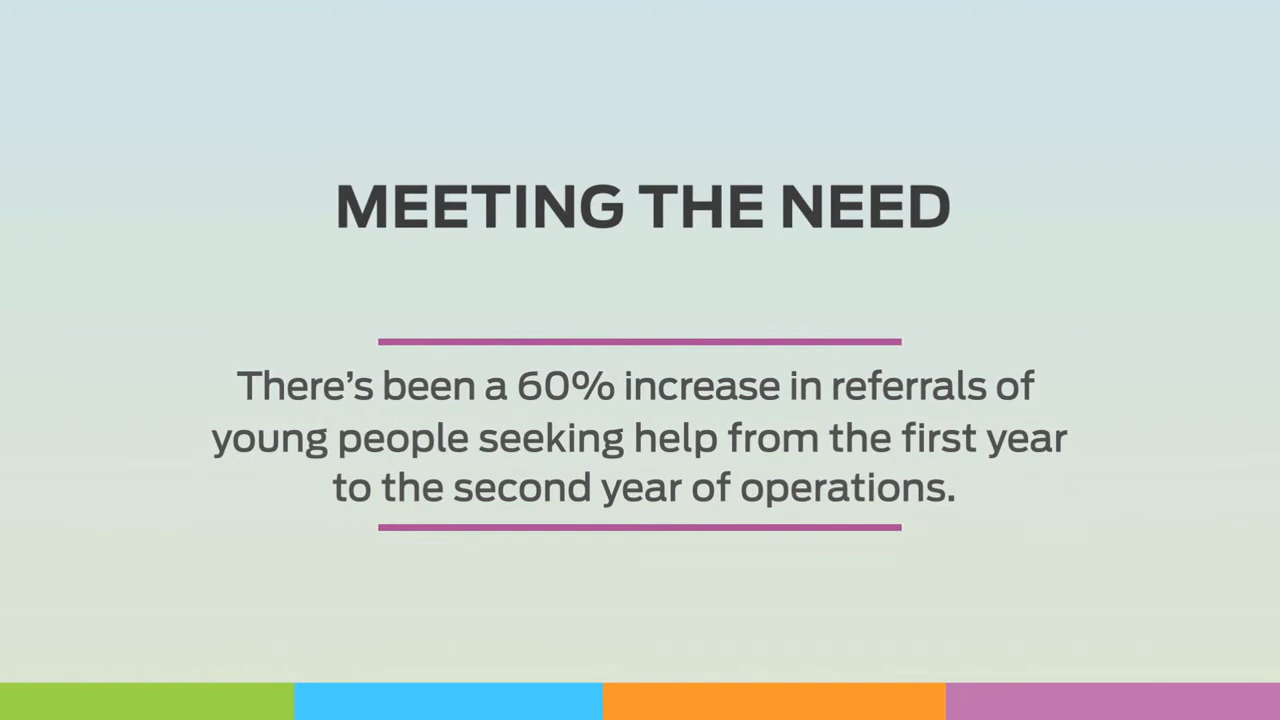 MEETING THE NEED
There’s been a 60% increase in referrals of
young people seeking help from the first year
to the second year of operations.